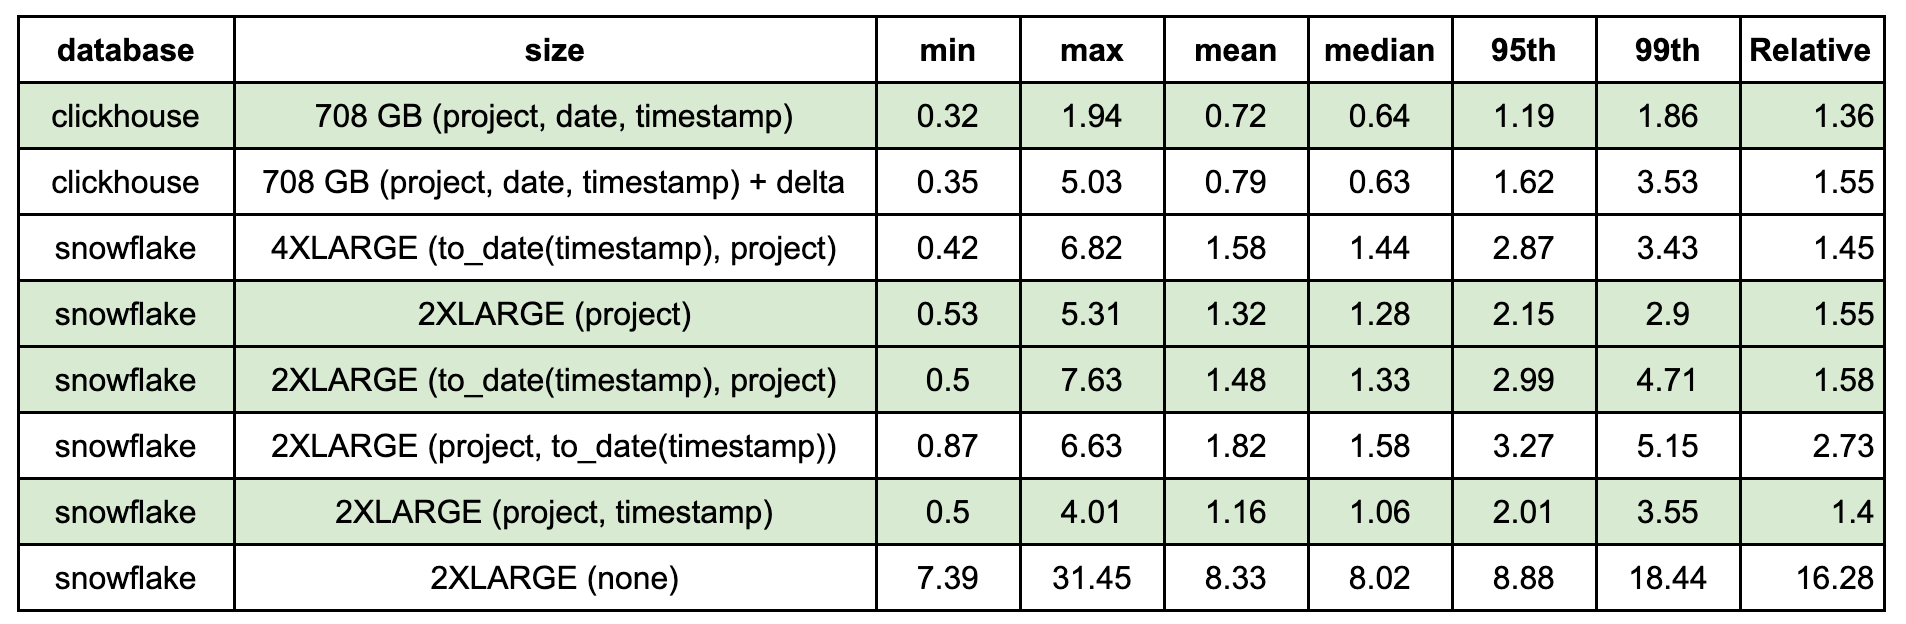 database size min max mean median 95th 99th Relative
clickhouse 708 GB (project, date, timestamp) 0.32 1.94 0.72 0.64 1.19 1.86 1.36
clickhouse 708 GB (project, date, timestamp) + delta 0.35 5.03 0.79 0.63 1.62 3.53 1.55
snowflake 4XLARGE (to_date(timestamp), project) 0.42 6.82 1.58 1.44 2.87 3.43 1.45
snowflake 2XLARGE (project) 0.53 5.31 1.32 1.28 2.15 2.9 1.55
snowflake 2XLARGE (to_date(timestamp), project) 0.5 7.63 1.48 1.33 2.99 4.71 1.58
snowflake 2XLARGE (project, to_date(timestamp)) 0.87 6.63 1.82 1.58 3.27 5.15 2.73
snowflake 2XLARGE (project, timestamp) 0.5 4.01 1.16 1.06 2.01 3.55 1.4
snowflake 2XLARGE (none) 7.39 31.45 8.33 8.02 8.88 18.44 16.28